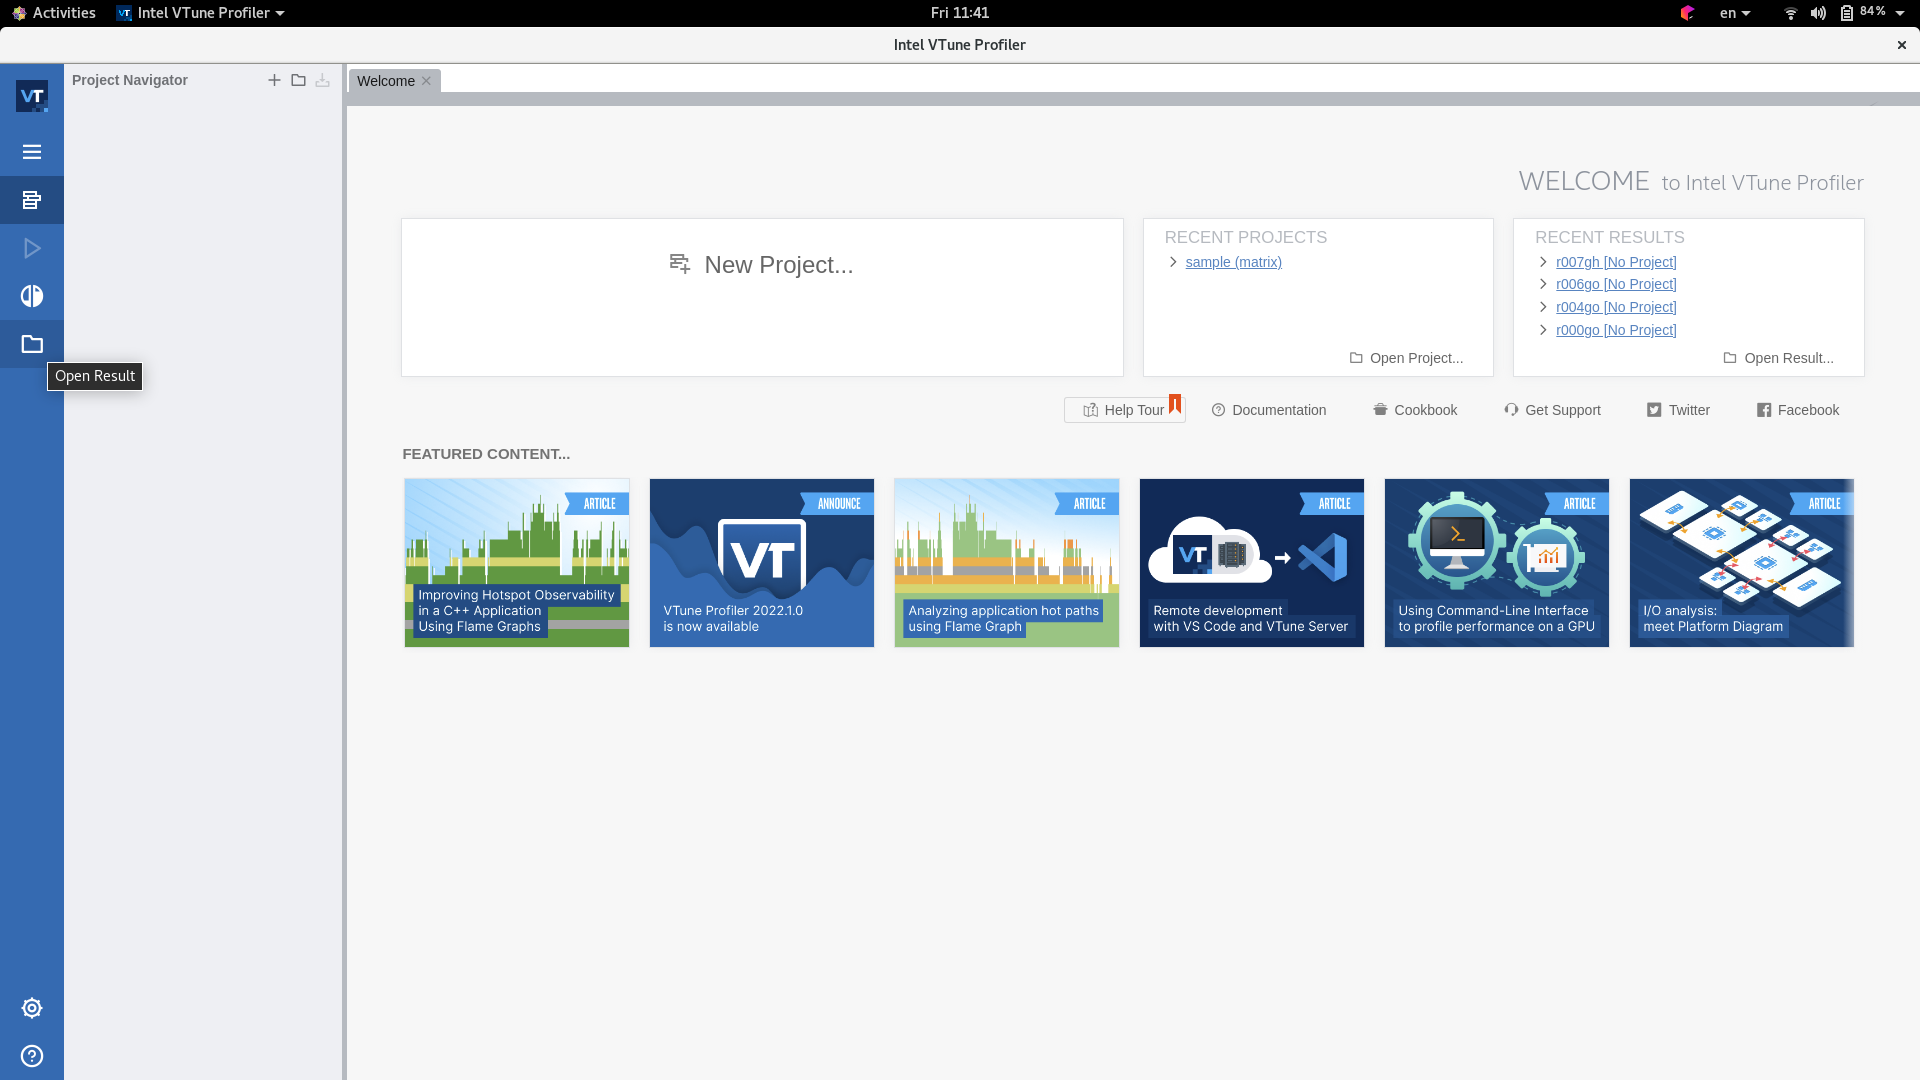 Activities
Intel VTune Profiler
Fri 11:41
en
84%
Intel VTune Profiler
VT
Project Navigator
Welcome
Open Result
WELCOME to Intel VTune Profiler
New Project...
RECENT PROJECTS
sample (matrix)
Open Project...
RECENT RESULTS
r007gh [No Project]
r006go [No Project]
r004go [No Project]
r000go [No Project]
Open Result...
Help Tour
Documentation
Cookbook
Get Support
Twitter
Facebook
FEATURED CONTENT...
ARTICLE
Improving Hotspot Observability
in a C++ Application
Using Flame Graphs
ANNOUNCE
VT
VTune Profiler 2022.1.0
is now available
ARTICLE
Analyzing application hot paths
using Flame Graph
ARTICLE
VT
Remote development
with VS Code and VTune Server
ARTICLE
Using Command-Line Interface
to profile performance on a GPU
ARTICLE
I/O analysis:
meet Platform Diagram